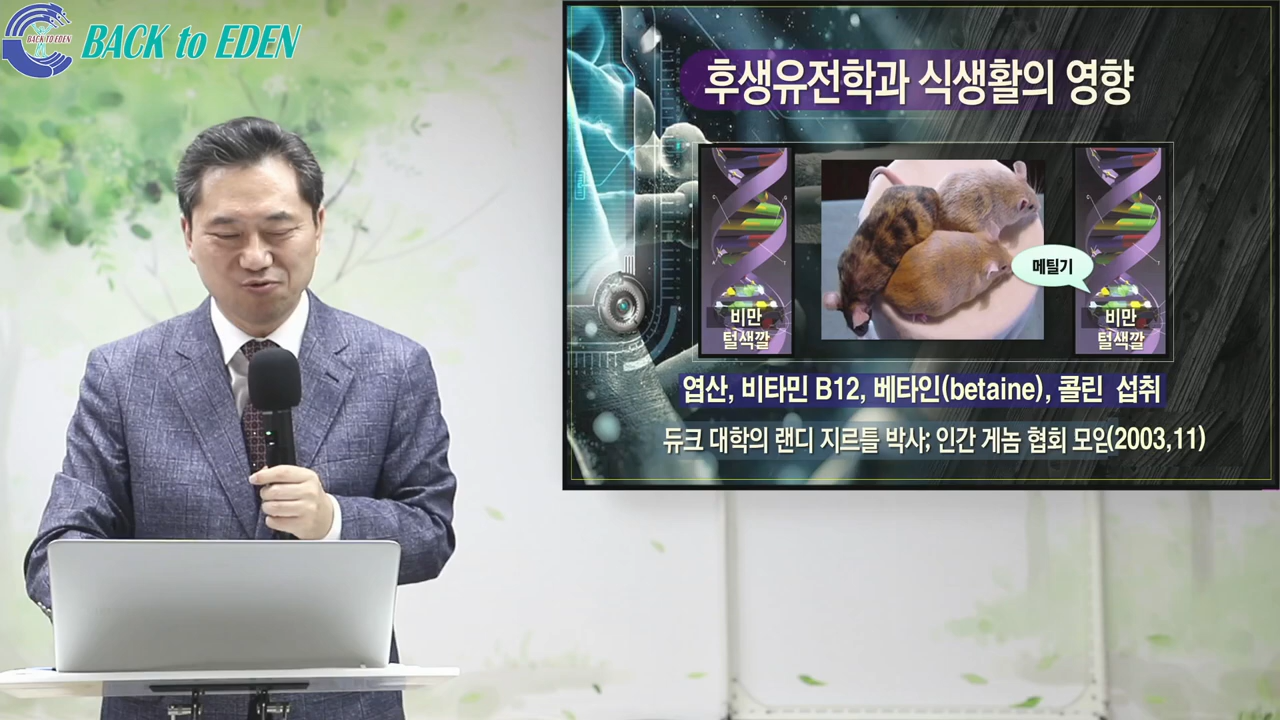 BACK TO EDEN
BACK to EDEN
후생유전학과 식생활의 영향
메틸기
비만
털색깔
비만
털색깔
엽산, 비타민 B12, 베타인(betaine), 콜린 섭취
듀크 대학의 랜디 지르틀 박사; 인간 게놈 협회 모임(2003,11)